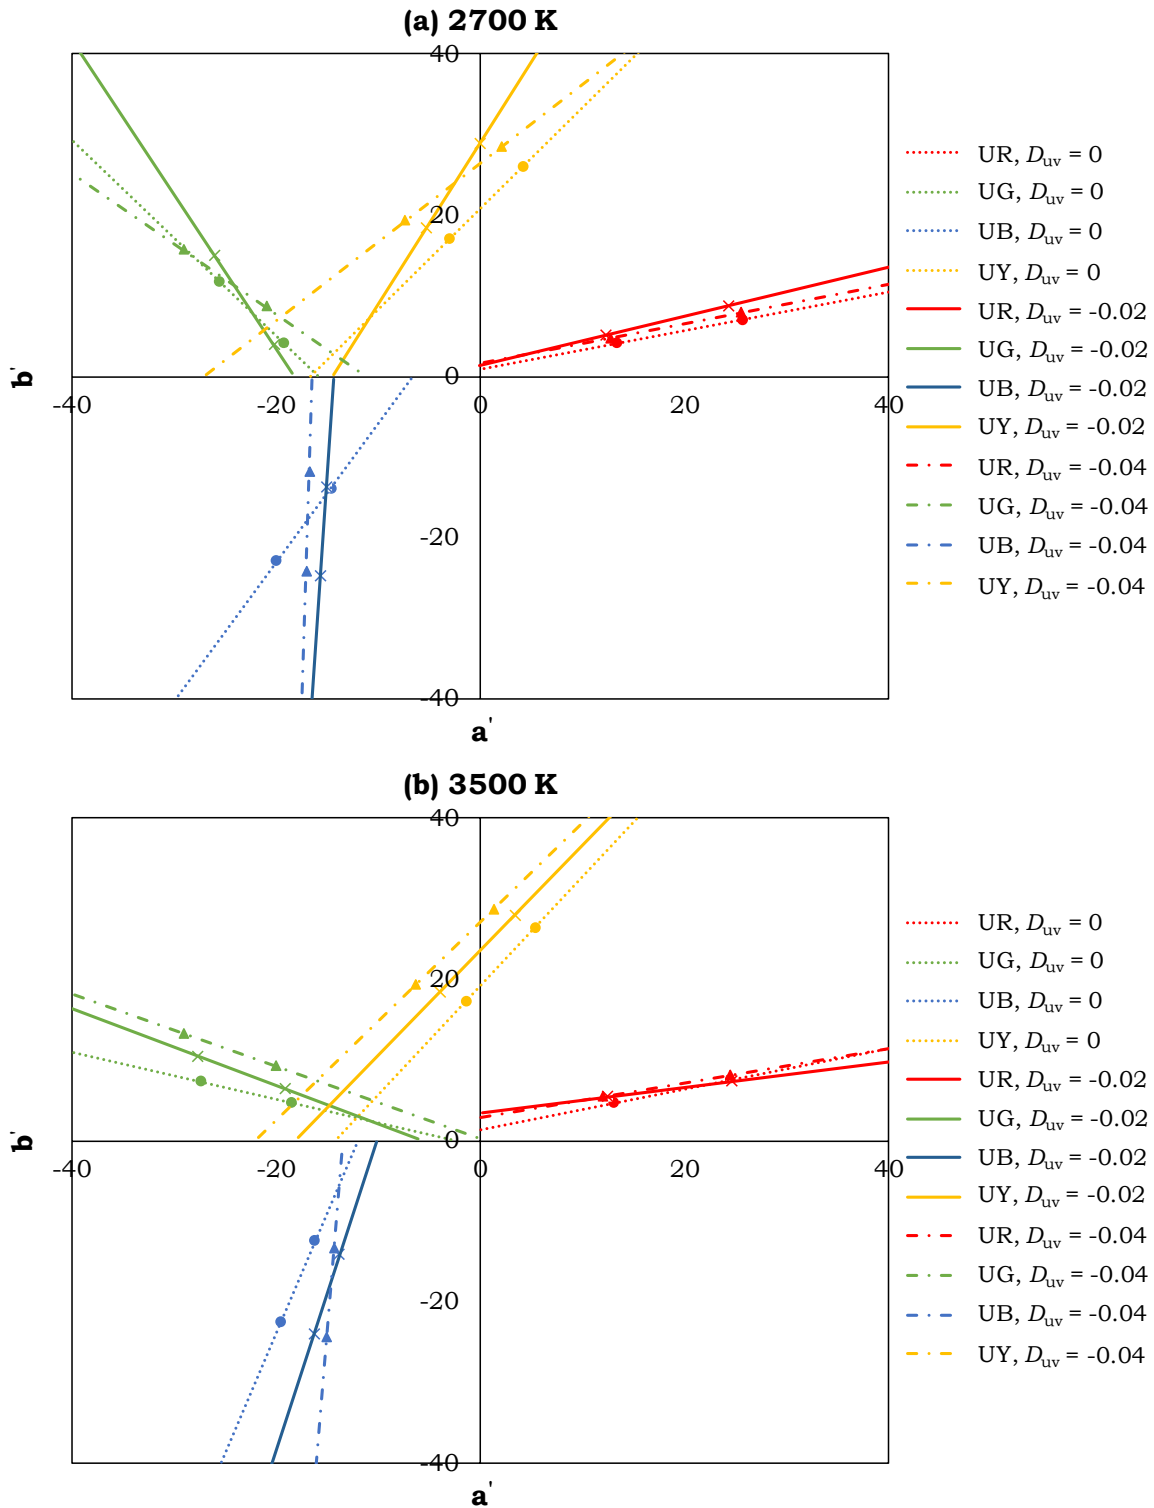 (a) 2700 K
40
20
0
-20
-40
-40
-20
0
20
40
b'
a'
UR, Duv = 0
UG, Duv = 0
UB, Duv = 0
UY, Duv = 0
UR, Duv = -0.02
UG, Duv = -0.02
UB, Duv = -0.02
UY, Duv = -0.02
UR, Duv = -0.04
UG, Duv = -0.04
UB, Duv = -0.04
UY, Duv = -0.04
(b) 3500 K
40
20
0
-20
-40
-40
-20
0
20
40
b'
a'
UR, Duv = 0
UG, Duv = 0
UB, Duv = 0
UY, Duv = 0
UR, Duv = -0.02
UG, Duv = -0.02
UB, Duv = -0.02
UY, Duv = -0.02
UR, Duv = -0.04
UG, Duv = -0.04
UB, Duv = -0.04
UY, Duv = -0.04